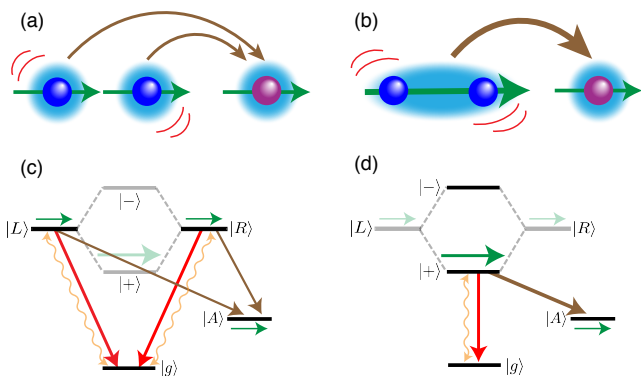 (a)
(b)
(c)
(d)
|−⟩
|L⟩
|R⟩
|+⟩
|A⟩
|g⟩
|−⟩
|L⟩
|R⟩
|+⟩
|A⟩
|g⟩